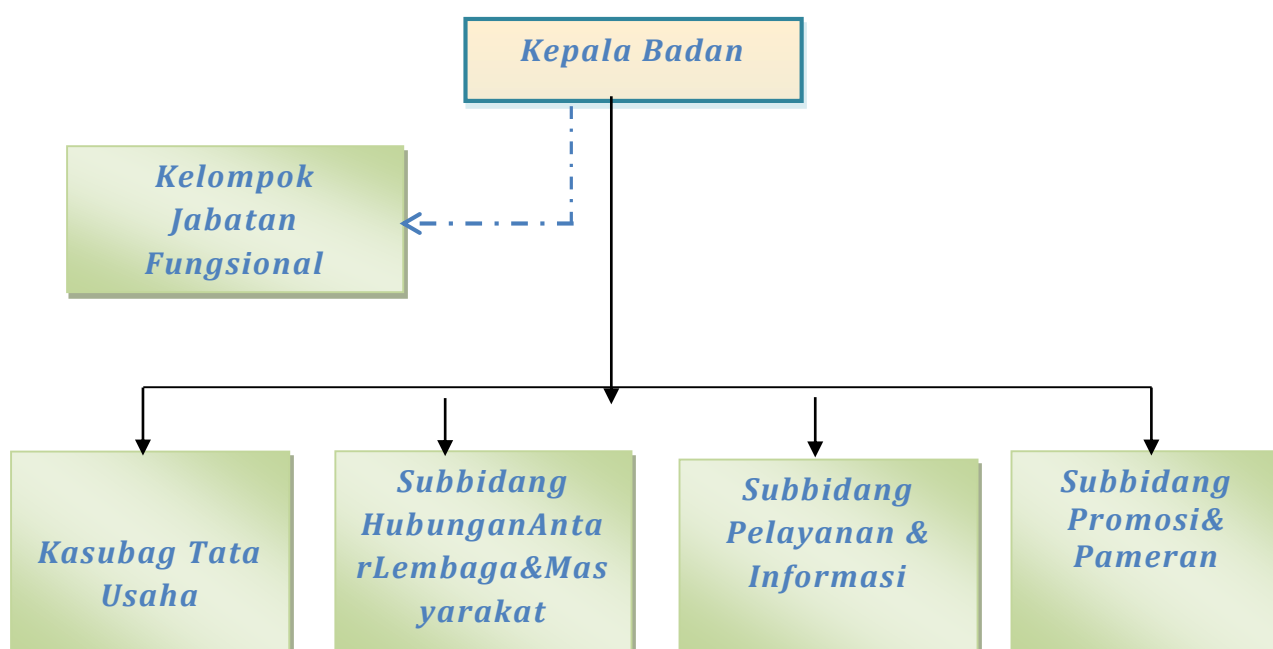 Kepala Badan
Kelompok
Jabatan
Fungsional
Kasubag Tata
Usaha
Subbidang
HubunganAnta
rLembaga&Mas
yarakat
Subbidang
Pelayanan &
Informasi
Subbidang
Promosi&
Pameran